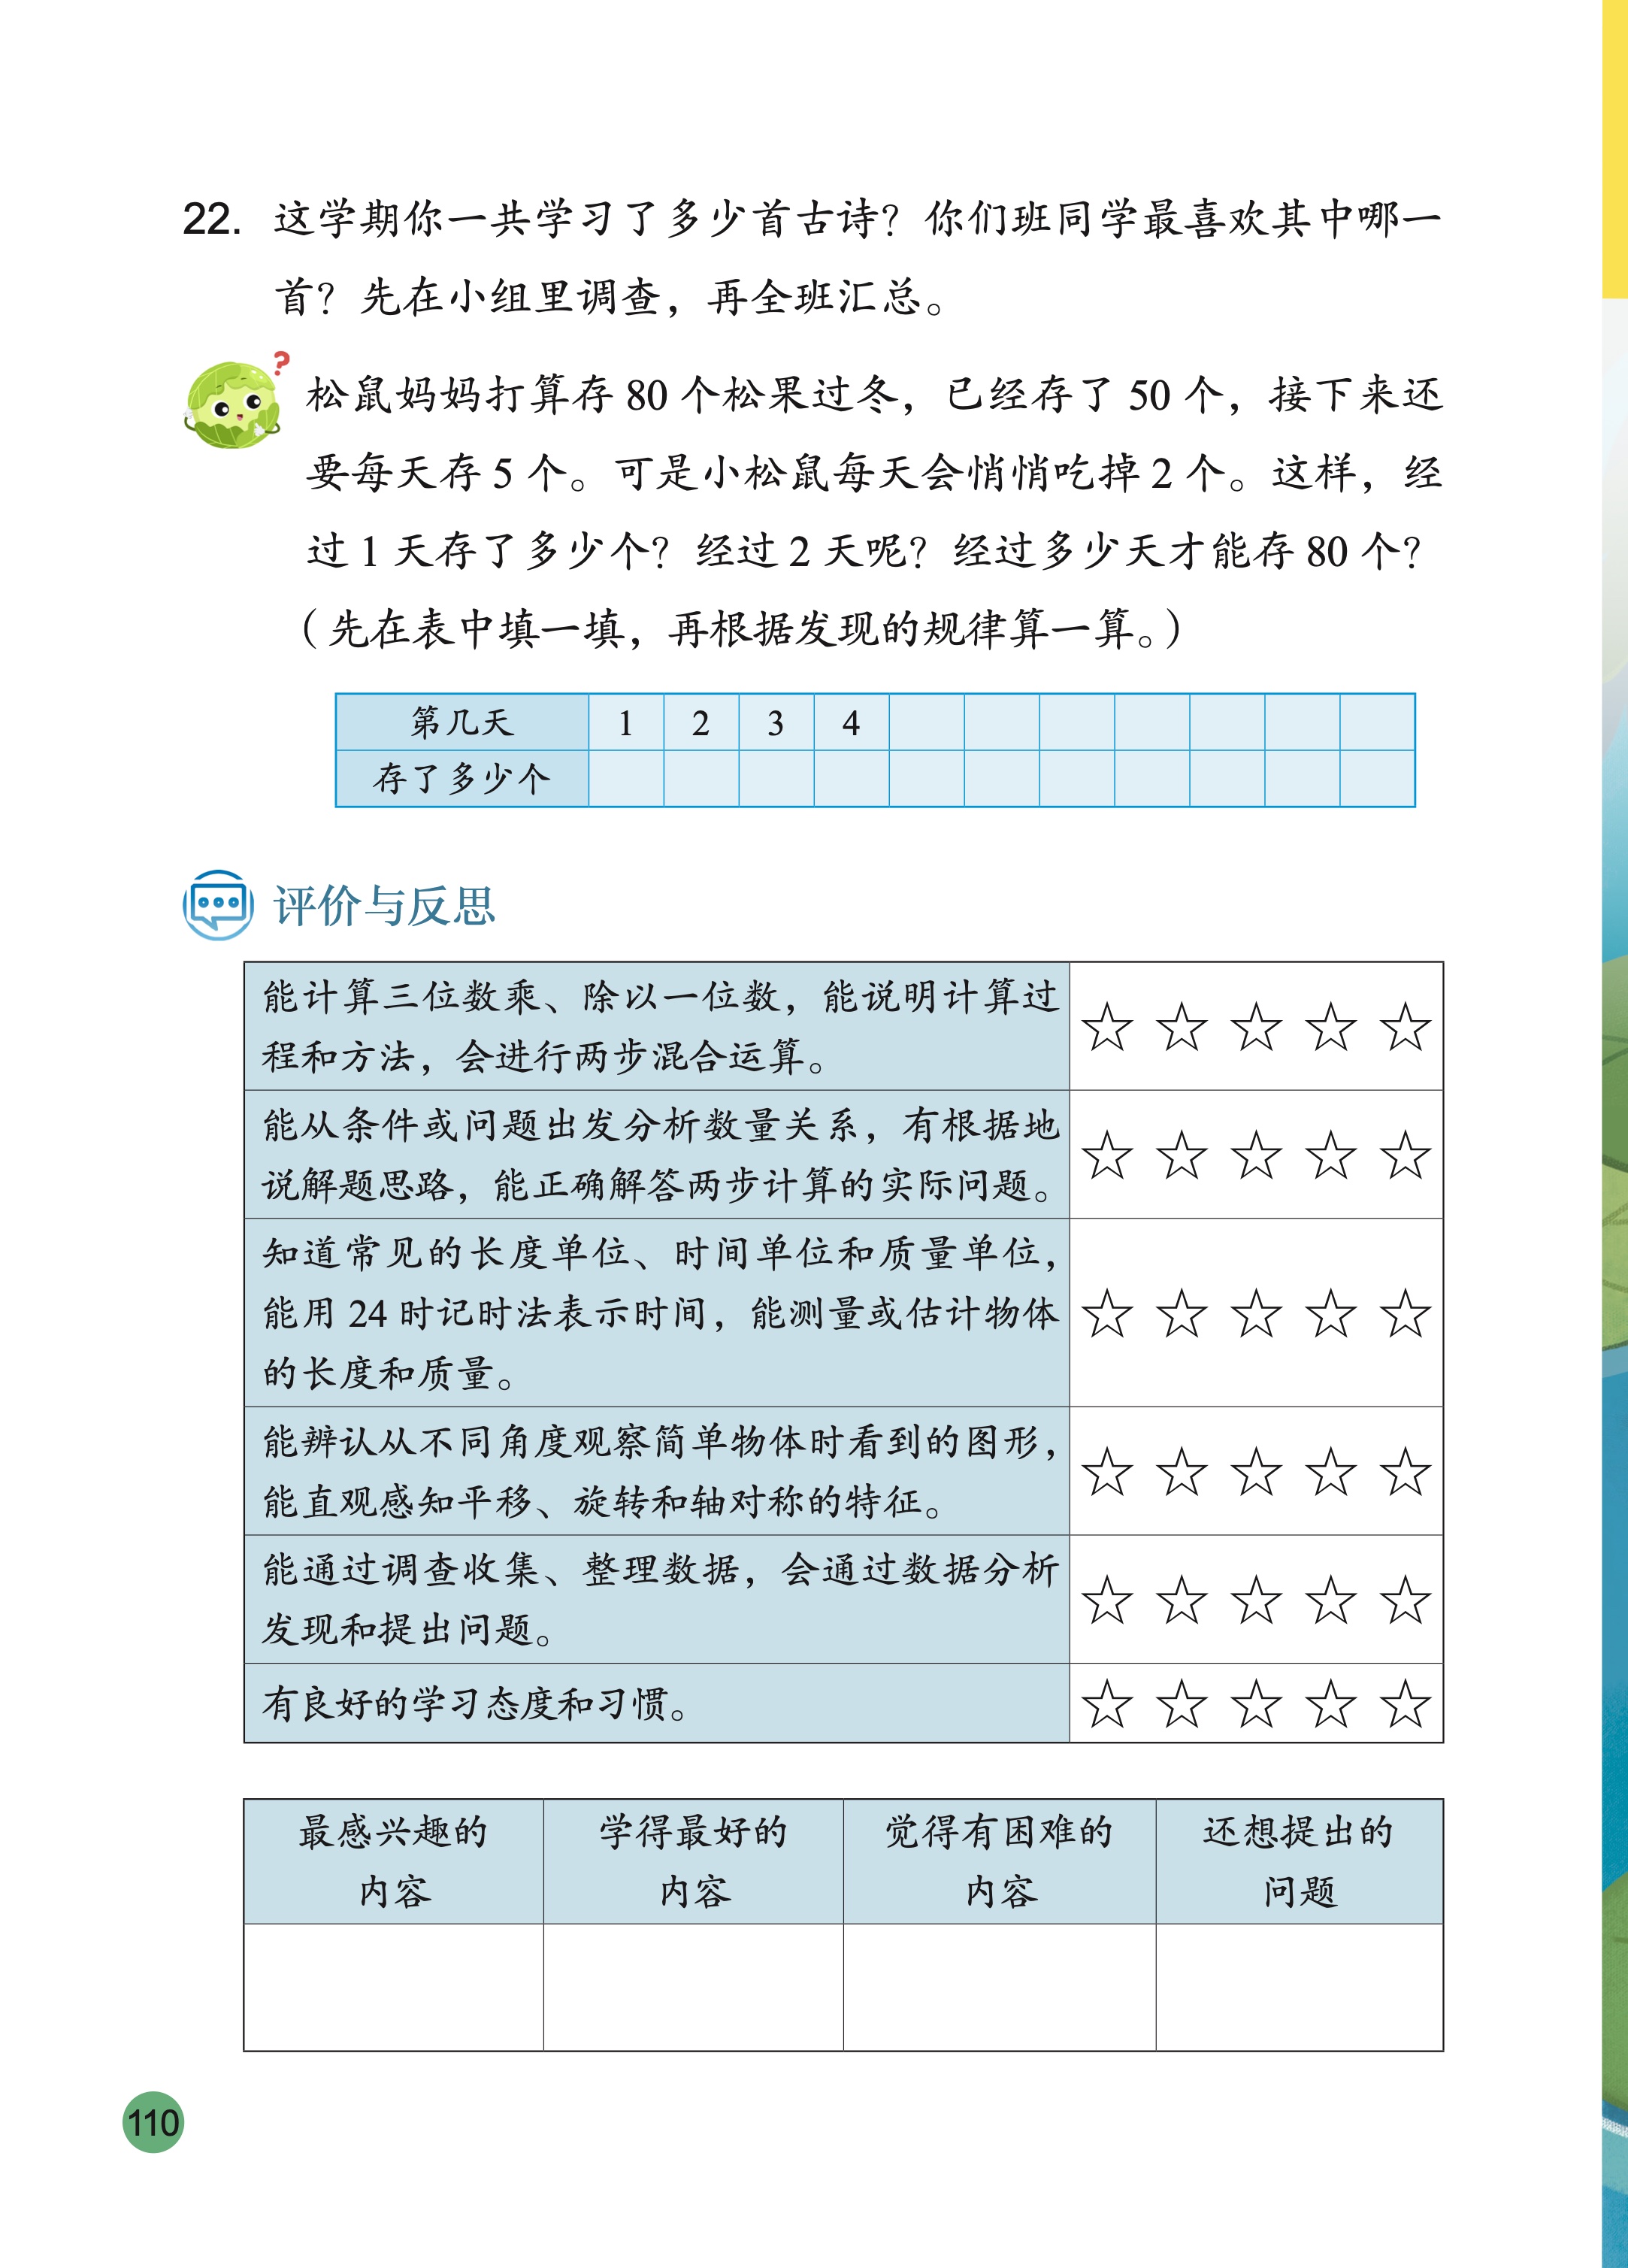 22. 这学期你一共学习了多少首古诗？你们班同学最喜欢其中哪一
首？先在小组里调查，再全班汇总。
?
松鼠妈妈打算存 80 个松果过冬，已经存了 50 个，接下来还
要每天存 5 个。可是小松鼠每天会悄悄吃掉 2 个。这样，经
过 1 天存了多少个？经过 2 天呢？经过多少天才能存 80 个？
（先在表中填一填，再根据发现的规律算一算。）
第几天 1 2 3 4
存了多少个
评价与反思
能计算三位数乘、除以一位数，能说明计算过
程和方法，会进行两步混合运算。
☆ ☆ ☆ ☆ ☆
能从条件或问题出发分析数量关系，有根据地
说解题思路，能正确解答两步计算的实际问题。
☆ ☆ ☆ ☆ ☆
知道常见的长度单位、时间单位和质量单位，
能用 24 时记时法表示时间，能测量或估计物体
的长度和质量。
☆ ☆ ☆ ☆ ☆
能辨认从不同角度观察简单物体时看到的图形，
能直观感知平移、旋转和轴对称的特征。
☆ ☆ ☆ ☆ ☆
能通过调查收集、整理数据，会通过数据分析
发现和提出问题。
☆ ☆ ☆ ☆ ☆
有良好的学习态度和习惯。
☆ ☆ ☆ ☆ ☆
最感兴趣的
内容
学得最好的
内容
觉得有困难的
内容
还想提出的
问题
110